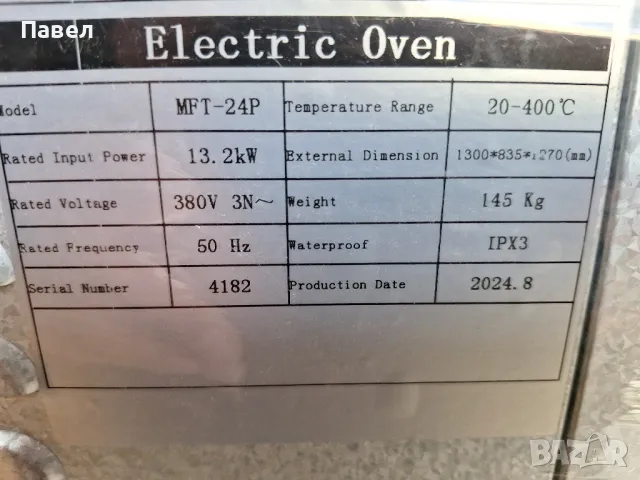 Павел
Electric Oven
Model MFT-24P Temperature Range 20-400℃
Rated Input Power 13.2kW External Dimension 1300*835*1270(mm)
Rated Voltage 380V 3N~ Weight 145 Kg
Rated Frequency 50 Hz Waterproof IPX3
Serial Number 4182 Production Date 2024.8
BAZAR